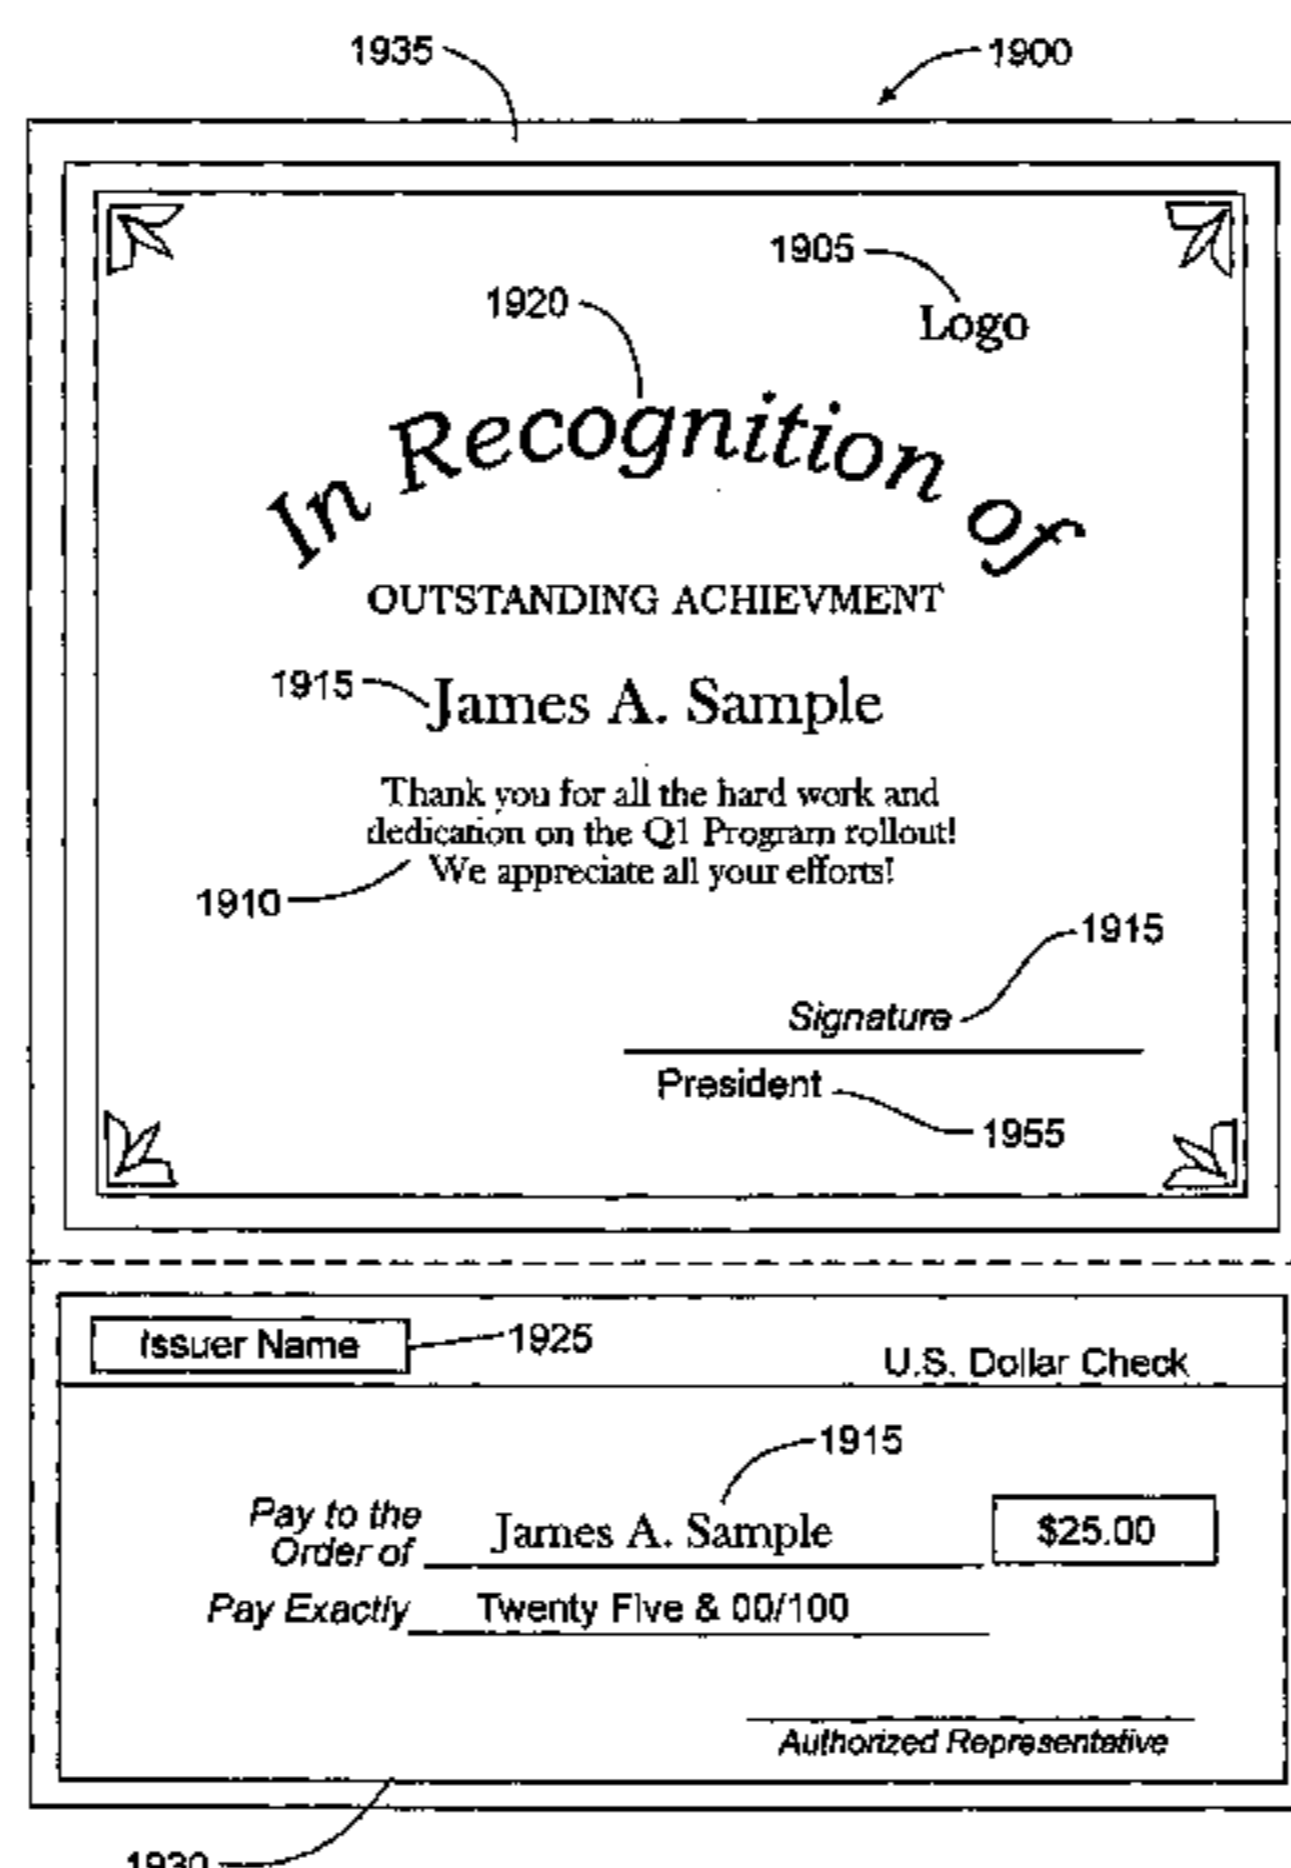 1935
1900
1905
Logo
1920
In Recognition of
OUTSTANDING ACHIEVMENT
1915
James A. Sample
Thank you for all the hard work and
dedication on the Q1 Program rollout!
We appreciate all your efforts!
1910
1915
Signature
President
1955
Issuer Name
1925
U.S. Dollar Check
1915
Pay to the
Order of James A. Sample $25.00
Pay Exactly Twenty Five & 00/100
Authorized Representative
1930